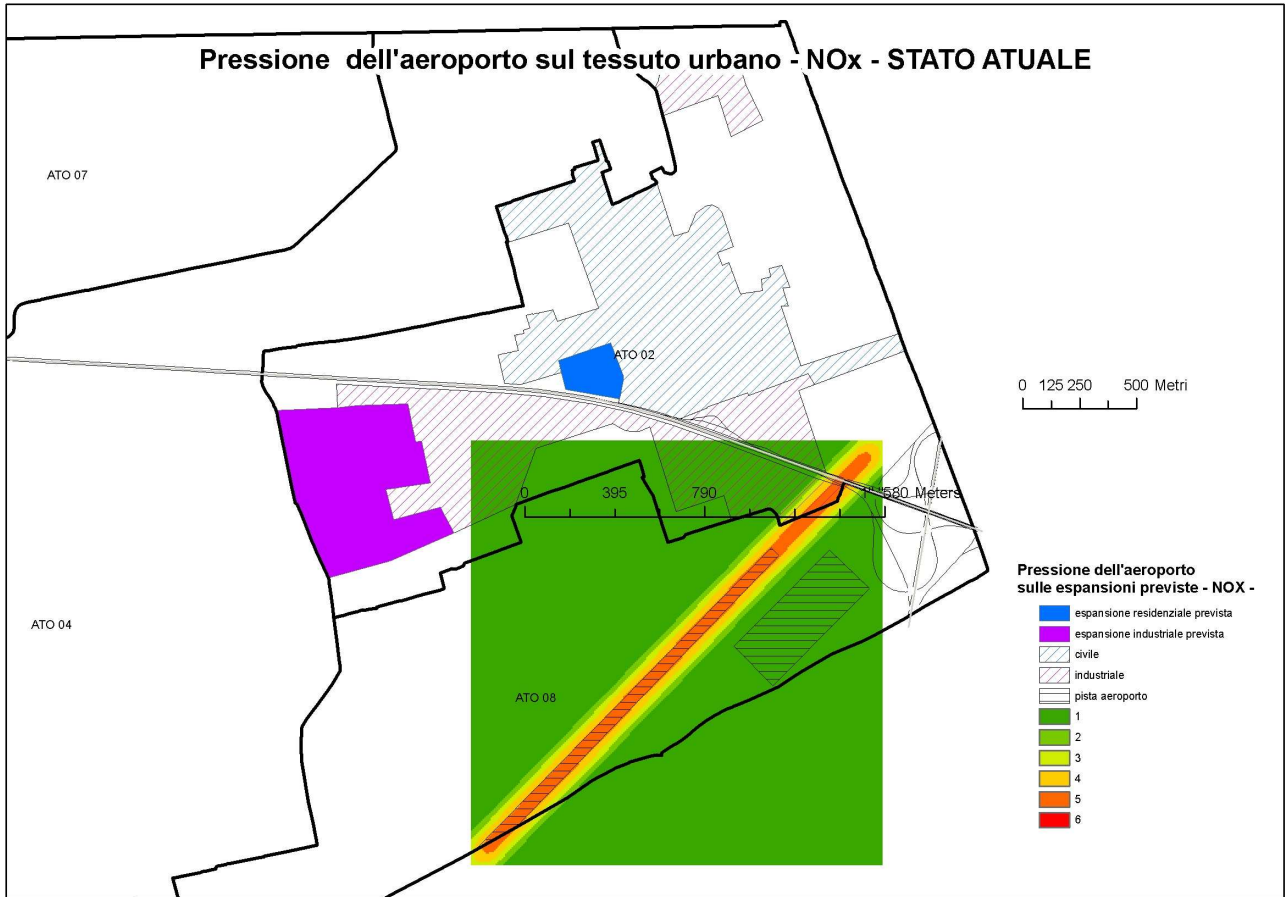 Pressione dell'aeroporto sul tessuto urbano - NOx - STATO ATUALE
ATO 07
ATO 02
0 125 250 500 Metri
0 395 790 1 580 Meters
Pressione dell'aeroporto
sulle espansioni previste - NOX -
espansione residenziale prevista
espansione industriale prevista
civile
industriale
pista aeroporto
1
2
3
4
5
6
ATO 04
ATO 08